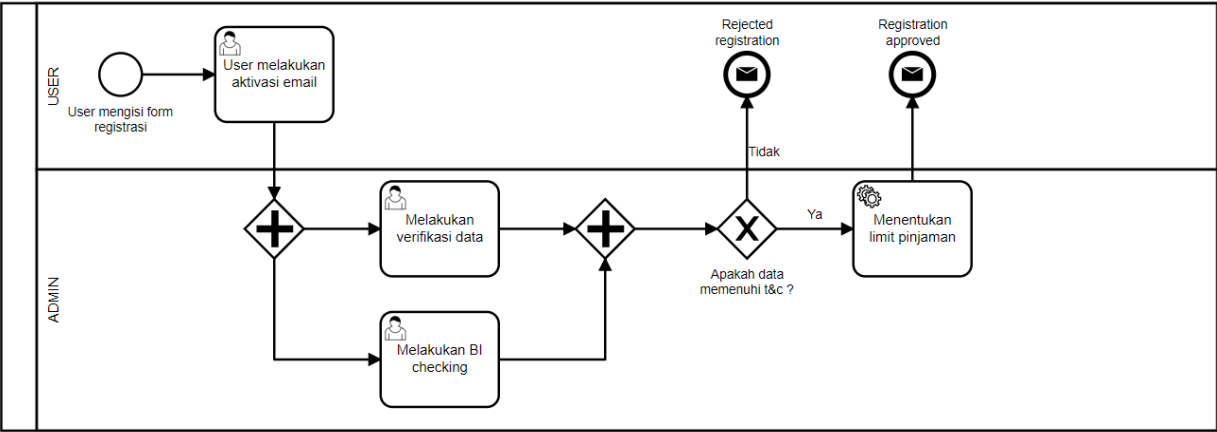 USER
User mengisi form
registrasi
User melakukan
aktivasi email
Rejected
registration
Registration
approved
Tidak
ADMIN
Melakukan
verifikasi data
Melakukan BI
checking
Apakah data
memenuhi t&c ?
Ya
Menentukan
limit pinjaman